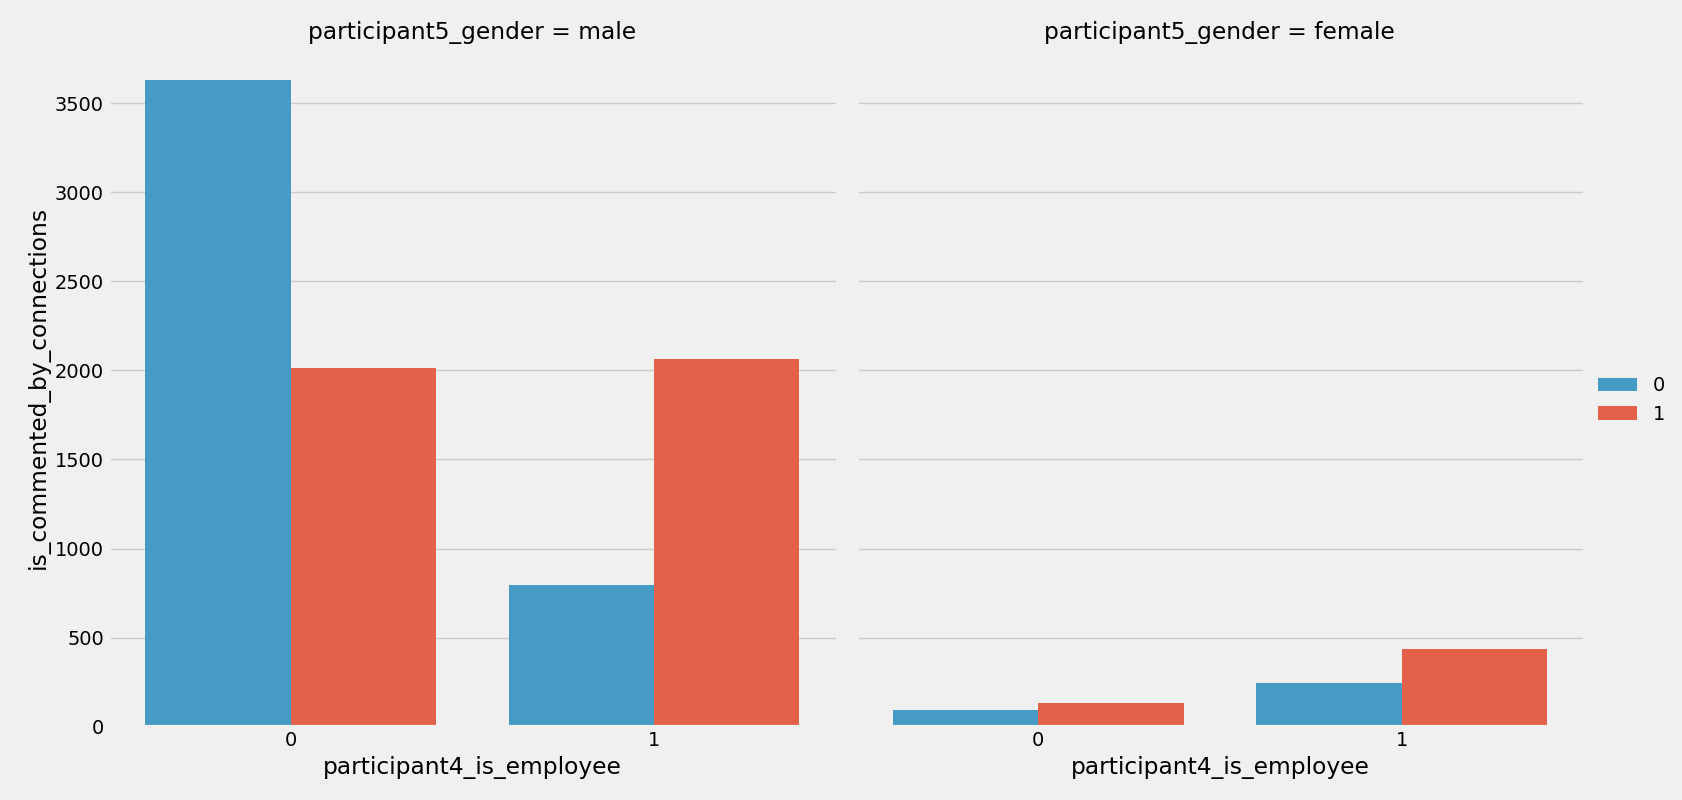 participant5_gender = male
participant5_gender = female
is_commented_by_connections
3500
3000
2500
2000
1500
1000
500
0
0 1
0 1
participant4_is_employee
participant4_is_employee
0
1